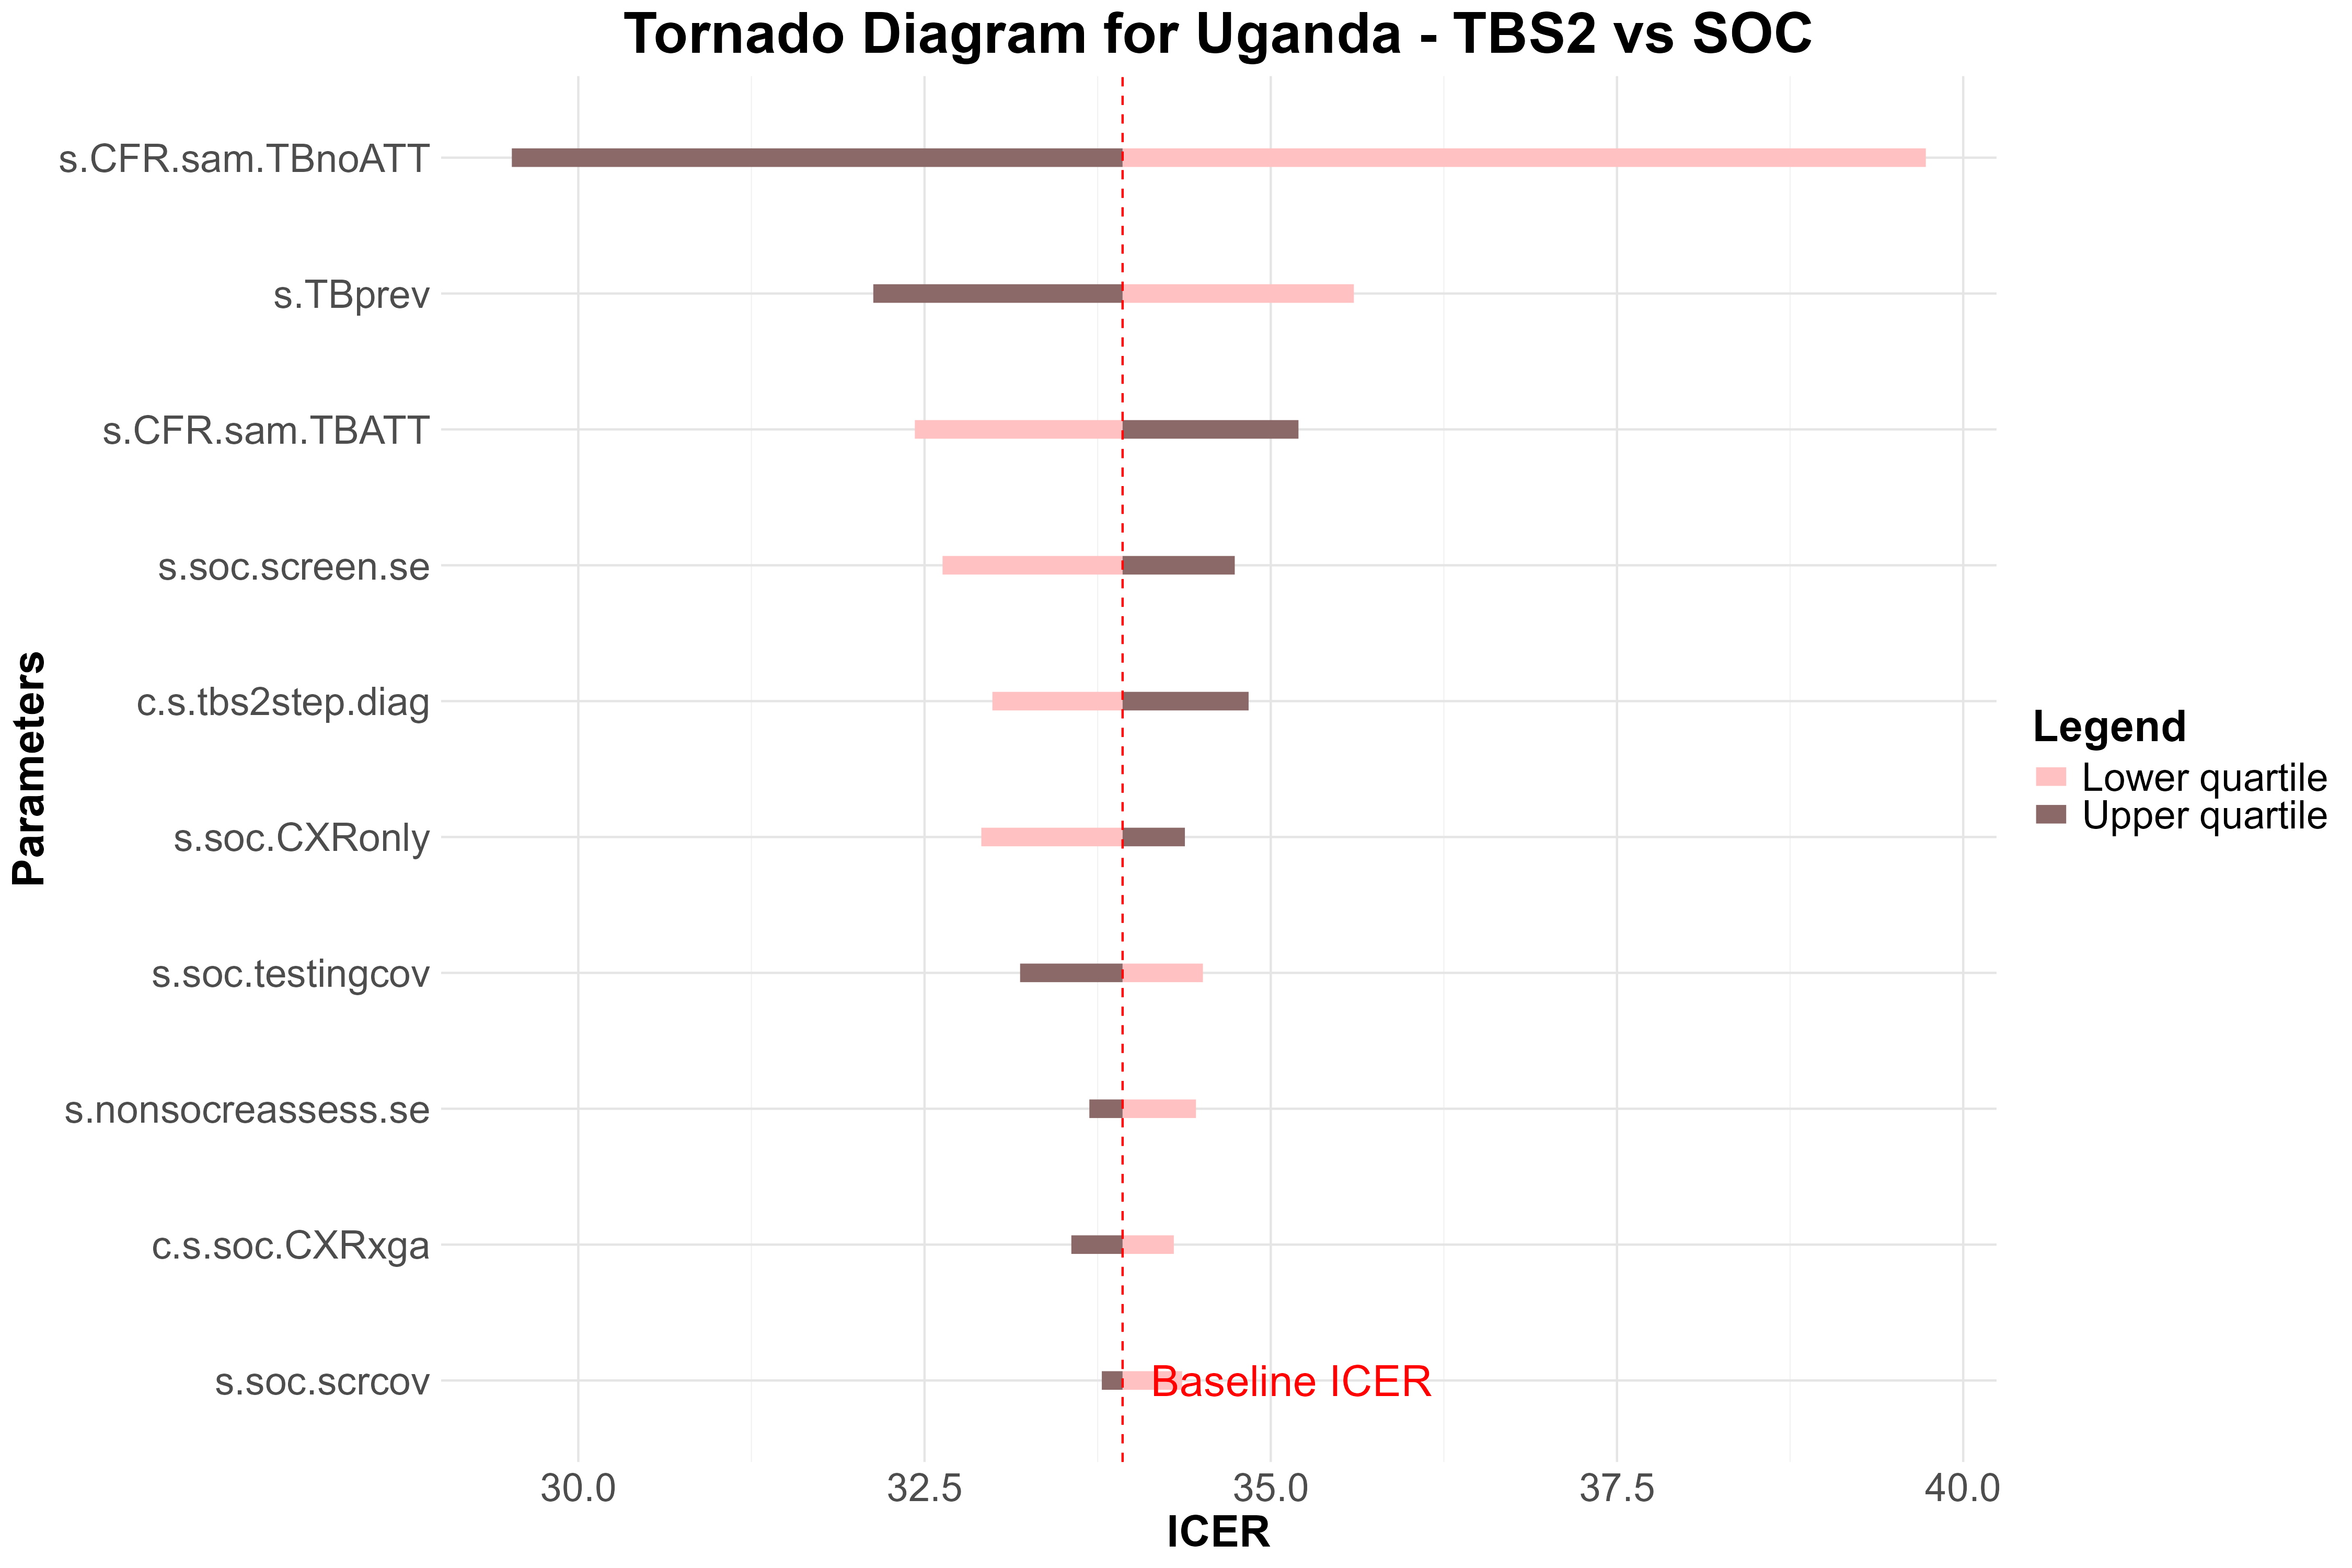 Tornado Diagram for Uganda - TBS2 vs SOC
s.CFR.sam.TBnoATT
s.TBprev
s.CFR.sam.TBATT
s.soc.screen.se
c.s.tbs2step.diag
s.soc.CXRonly
s.soc.testingcov
s.nonsocreassess.se
c.s.soc.CXRxga
s.soc.scrcov
Baseline ICER
Parameters
Legend
Lower quartile
Upper quartile
30.0 32.5 35.0 37.5 40.0
ICER